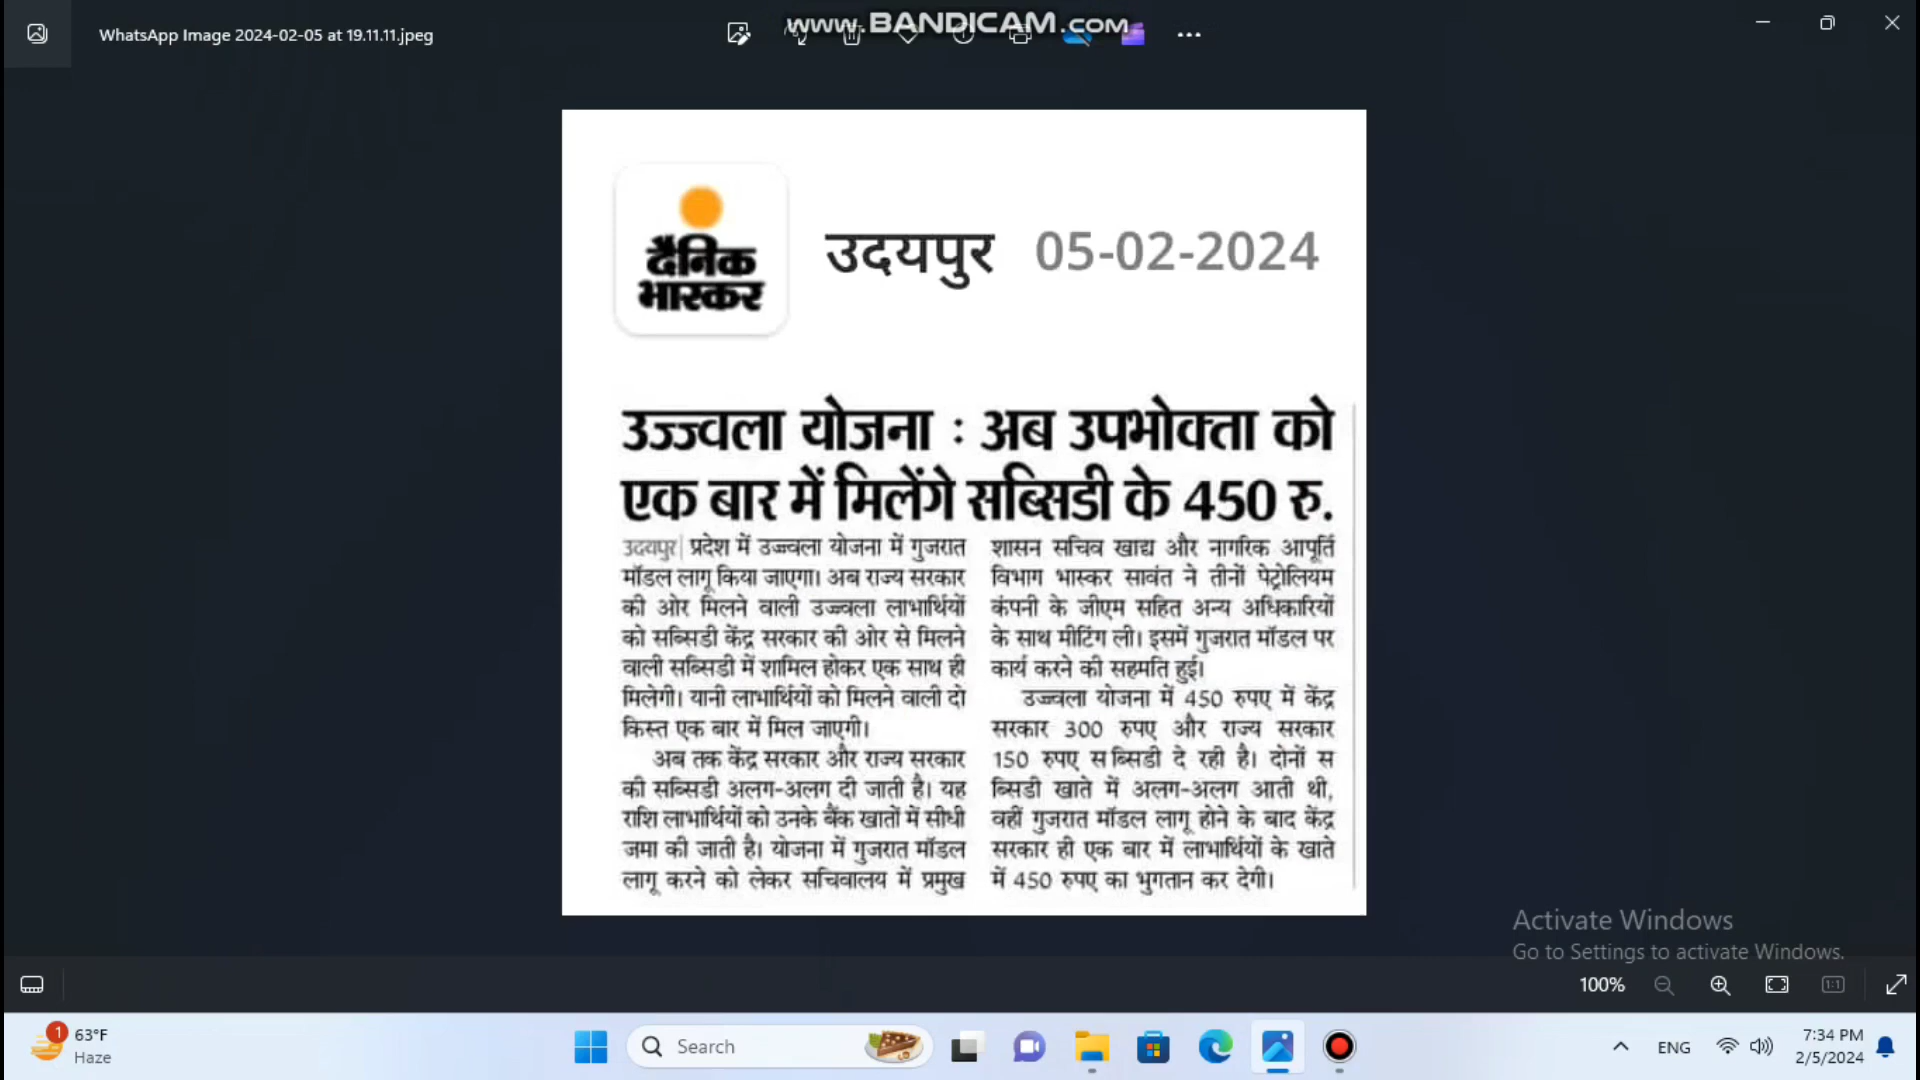 WhatsApp Image 2024-02-05 at 19.11.11.jpeg
www.BANDICAM.com
दैनिक
भास्कर
उदयपुर 05-02-2024
उज्ज्वला योजना : अब उपभोक्ता को
एक बार में मिलेंगे सब्सिडी के 450 रु.
उदयपुर| प्रदेश में उज्ज्वला योजना में गुजरात
मॉडल लागू किया जाएगा। अब राज्य सरकार
की ओर मिलने वाली उज्ज्वला लाभार्थियों
को सब्सिडी केंद्र सरकार की ओर से मिलने
वाली सब्सिडी में शामिल होकर एक साथ ही
मिलेगी। यानी लाभार्थियों को मिलने वाली दो
किस्त एक बार में मिल जाएगी।
अब तक केंद्र सरकार और राज्य सरकार
की सब्सिडी अलग-अलग दी जाती है। यह
राशि लाभार्थियों को उनके बैंक खातों में सीधी
जमा की जाती है। योजना में गुजरात मॉडल
लागू करने को लेकर सचिवालय में प्रमुख
शासन सचिव खाद्य और नागरिक आपूर्ति
विभाग भास्कर सावंत ने तीनों पेट्रोलियम
कंपनी के जीएम सहित अन्य अधिकारियों
के साथ मीटिंग ली। इसमें गुजरात मॉडल पर
कार्य करने की सहमति हुई।
उज्ज्वला योजना में 450 रुपए में केंद्र
सरकार 300 रुपए और राज्य सरकार
150 रुपए सब्सिडी दे रही है। दोनों स
ब्सिडी खाते में अलग-अलग आती थी,
वहीं गुजरात मॉडल लागू होने के बाद केंद्र
सरकार ही एक बार में लाभार्थियों के खाते
में 450 रुपए का भुगतान कर देगी।
Activate Windows
Go to Settings to activate Windows.
100%
1:1
1
63°F
Haze
Search
ENG
7:34 PM
2/5/2024